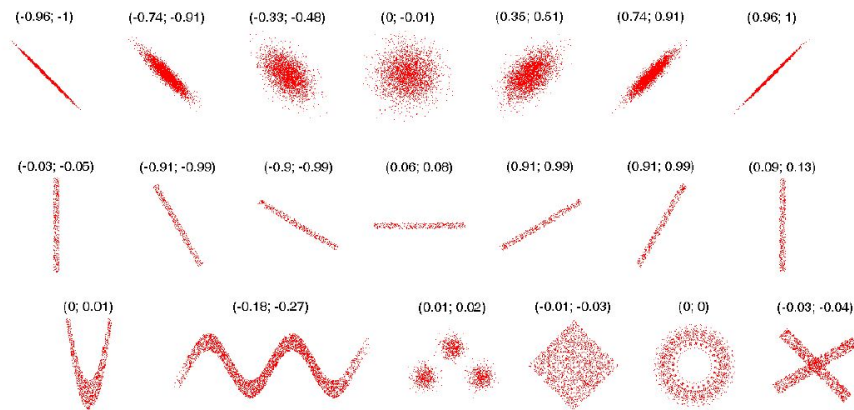 (-0.96; -1) (-0.74; -0.91) (-0.33; -0.48) (0; -0.01) (0.35; 0.51) (0.74; 0.91) (0.96; 1)
(-0.03; -0.05) (-0.91; -0.99) (-0.9; -0.99) (0.06; 0.08) (0.91; 0.99) (0.91; 0.99) (0.09; 0.13)
(0; 0.01) (-0.18; -0.27) (0.01; 0.02) (-0.01; -0.03) (0; 0) (-0.03; -0.04)